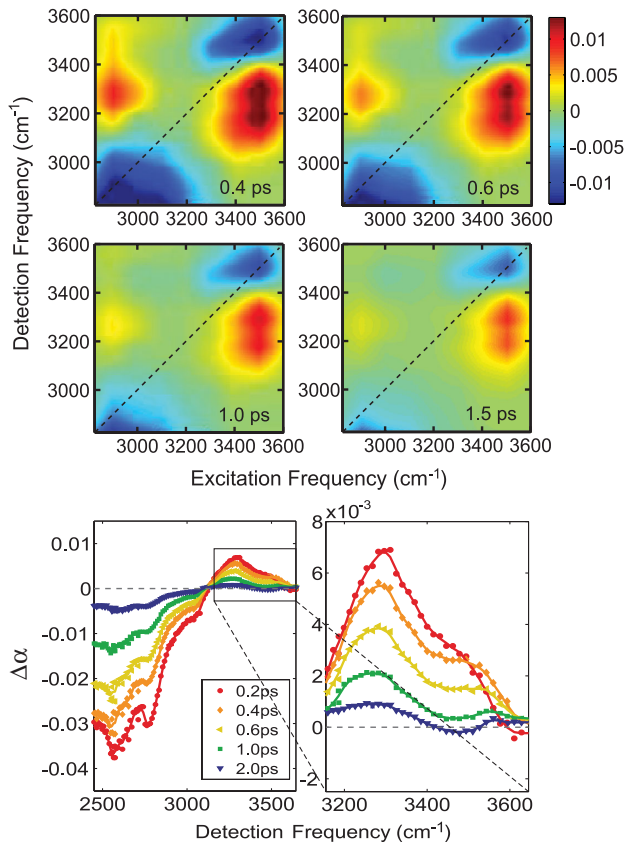 3600
3400
3200
3000
3000 3200 3400 3600
0.4 ps
3600
3400
3200
3000
3000 3200 3400 3600
0.6 ps
0.01
0.005
0
-0.005
-0.01
3600
3400
3200
3000
3000 3200 3400 3600
1.0 ps
3600
3400
3200
3000
3000 3200 3400 3600
1.5 ps
Detection Frequency (cm⁻¹)
Excitation Frequency (cm⁻¹)
0.01
0
-0.01
-0.02
-0.03
-0.04
Δα
2450 3000 3500
0.2ps
0.4ps
0.6ps
1.0ps
2.0ps
8 ×10⁻³
6
4
2
0
-2
3200 3400 3600
Detection Frequency (cm⁻¹)